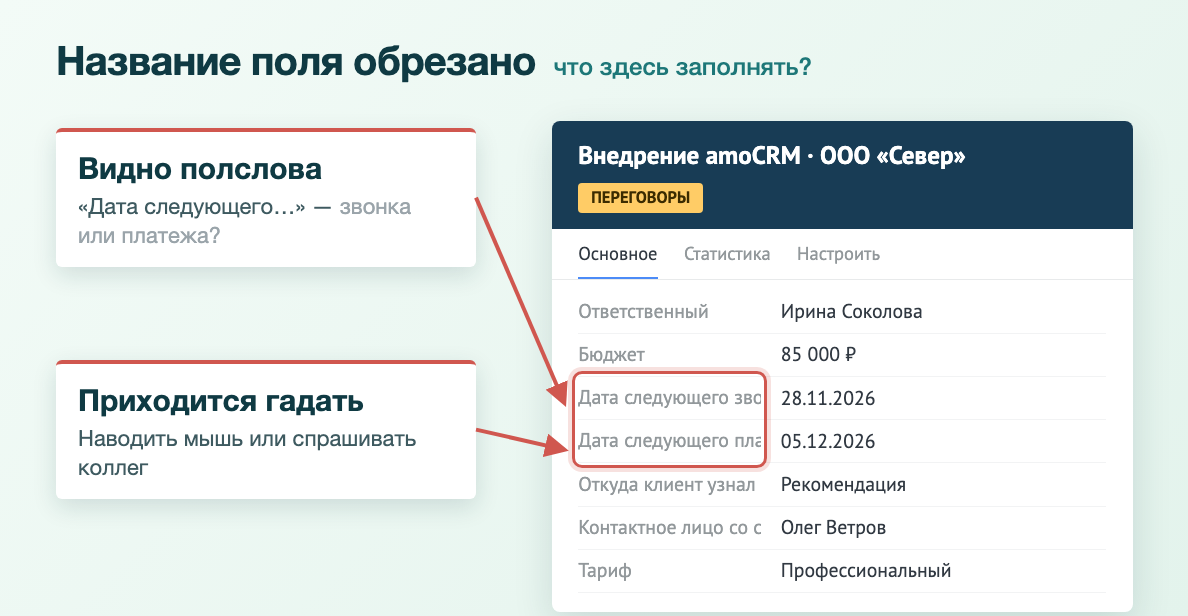 Название поля обрезано что здесь заполнять?
Видно полслова
«Дата следующего…» — звонка
или платежа?
Приходится гадать
Наводить мышь или спрашивать
коллег
Внедрение amoCRM · ООО «Север»
ПЕРЕГОВОРЫ
Основное Статистика Настроить
Ответственный Ирина Соколова
Бюджет 85 000 ₽
Дата следующего зво 28.11.2026
Дата следующего пла 05.12.2026
Откуда клиент узнал Рекомендация
Контактное лицо со с Олег Ветров
Тариф Профессиональный